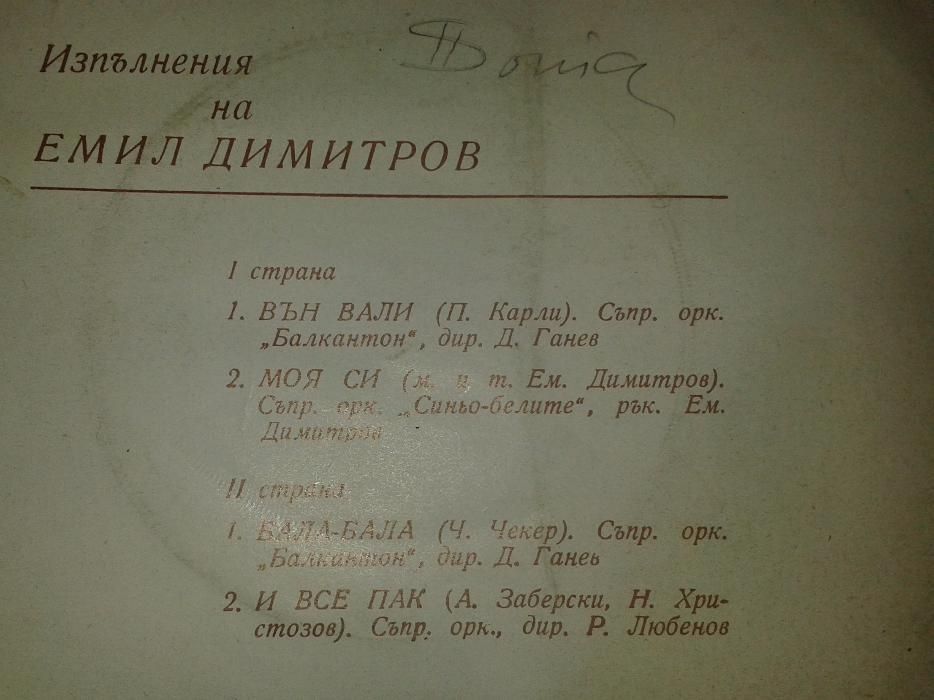 Изпълнения
на
ЕМИЛ ДИМИТРОВ
I страна
1. ВЪН ВАЛИ (П. Карли). Съпр. орк.
„Балкантон“, дир. Д. Ганев
2. МОЯ СИ (м. и т. Ем. Димитров).
Съпр. орк. „Синьо-белите“, рък. Ем.
Димитров
II страна
1. БАЛА-БАЛА (Ч. Чекер). Съпр. орк.
„Балкантон“, дир. Д. Ганев
2. И ВСЕ ПАК (А. Заберски, Н. Хри-
стозов). Съпр. орк., дир. Р. Любенов